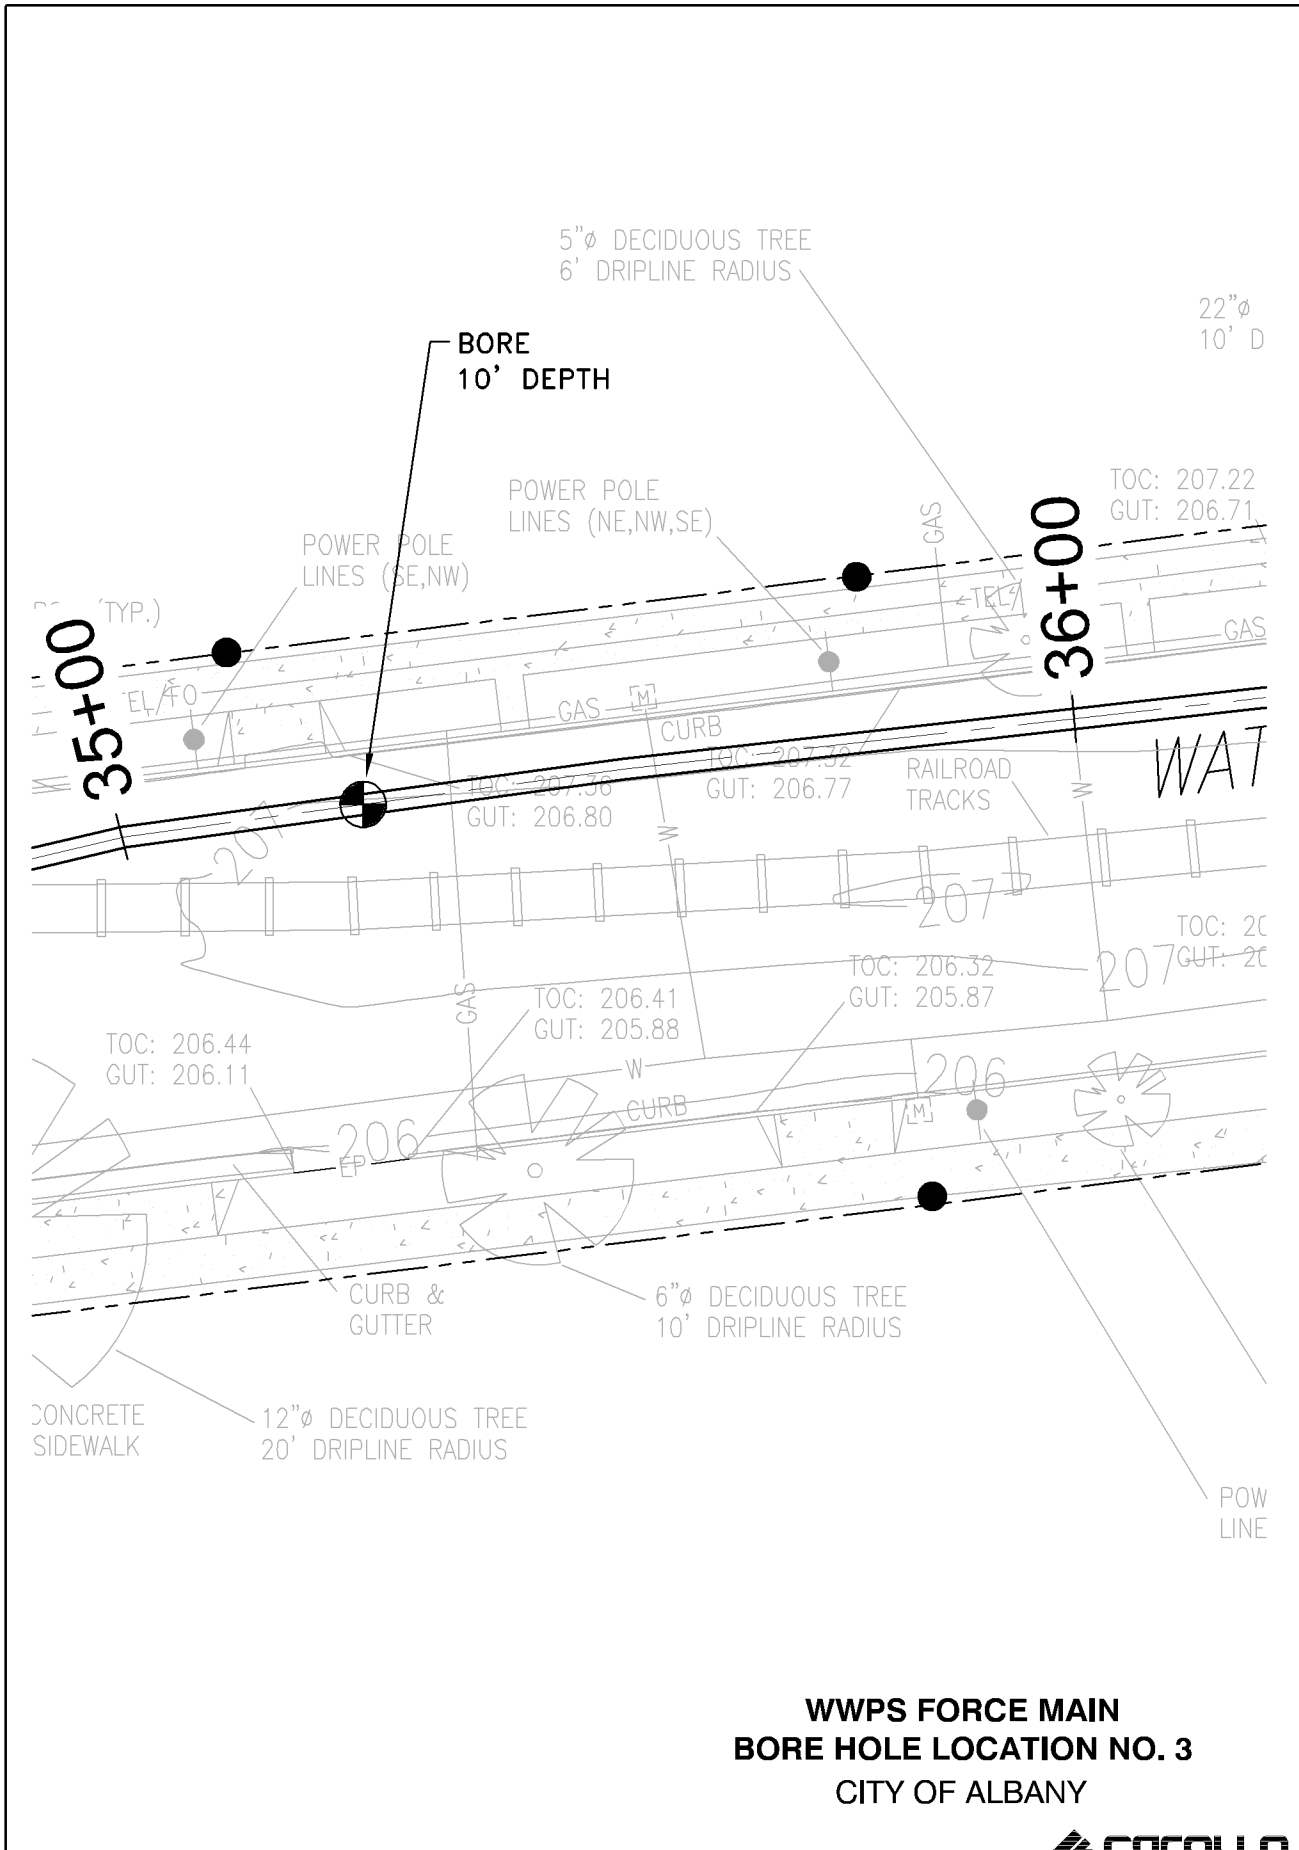 5"ø DECIDUOUS TREE
6' DRIPLINE RADIUS
22"ø
10' D
BORE
10' DEPTH
POWER POLE
LINES (NE,NW,SE)
GAS
TOC: 207.22
GUT: 206.71
36+00
POWER POLE
LINES (SE,NW)
(TYP.)
35+00
TEL/
GAS
EL/FO
M
GAS
CURB
TOC: 207.32
GUT: 206.77
RAILROAD
TRACKS
WAT
TOC: 207.36
GUT: 206.80
W
W
207
207
TOC: 20
GUT: 20
207
TOC: 206.32
GUT: 205.87
GAS
TOC: 206.41
GUT: 205.88
TOC: 206.44
GUT: 206.11
W
206
CURB
M
206
EP
CURB &
GUTTER
6"ø DECIDUOUS TREE
10' DRIPLINE RADIUS
CONCRETE
SIDEWALK
12"ø DECIDUOUS TREE
20' DRIPLINE RADIUS
POW
LINE
WWPS FORCE MAIN
BORE HOLE LOCATION NO. 3
CITY OF ALBANY